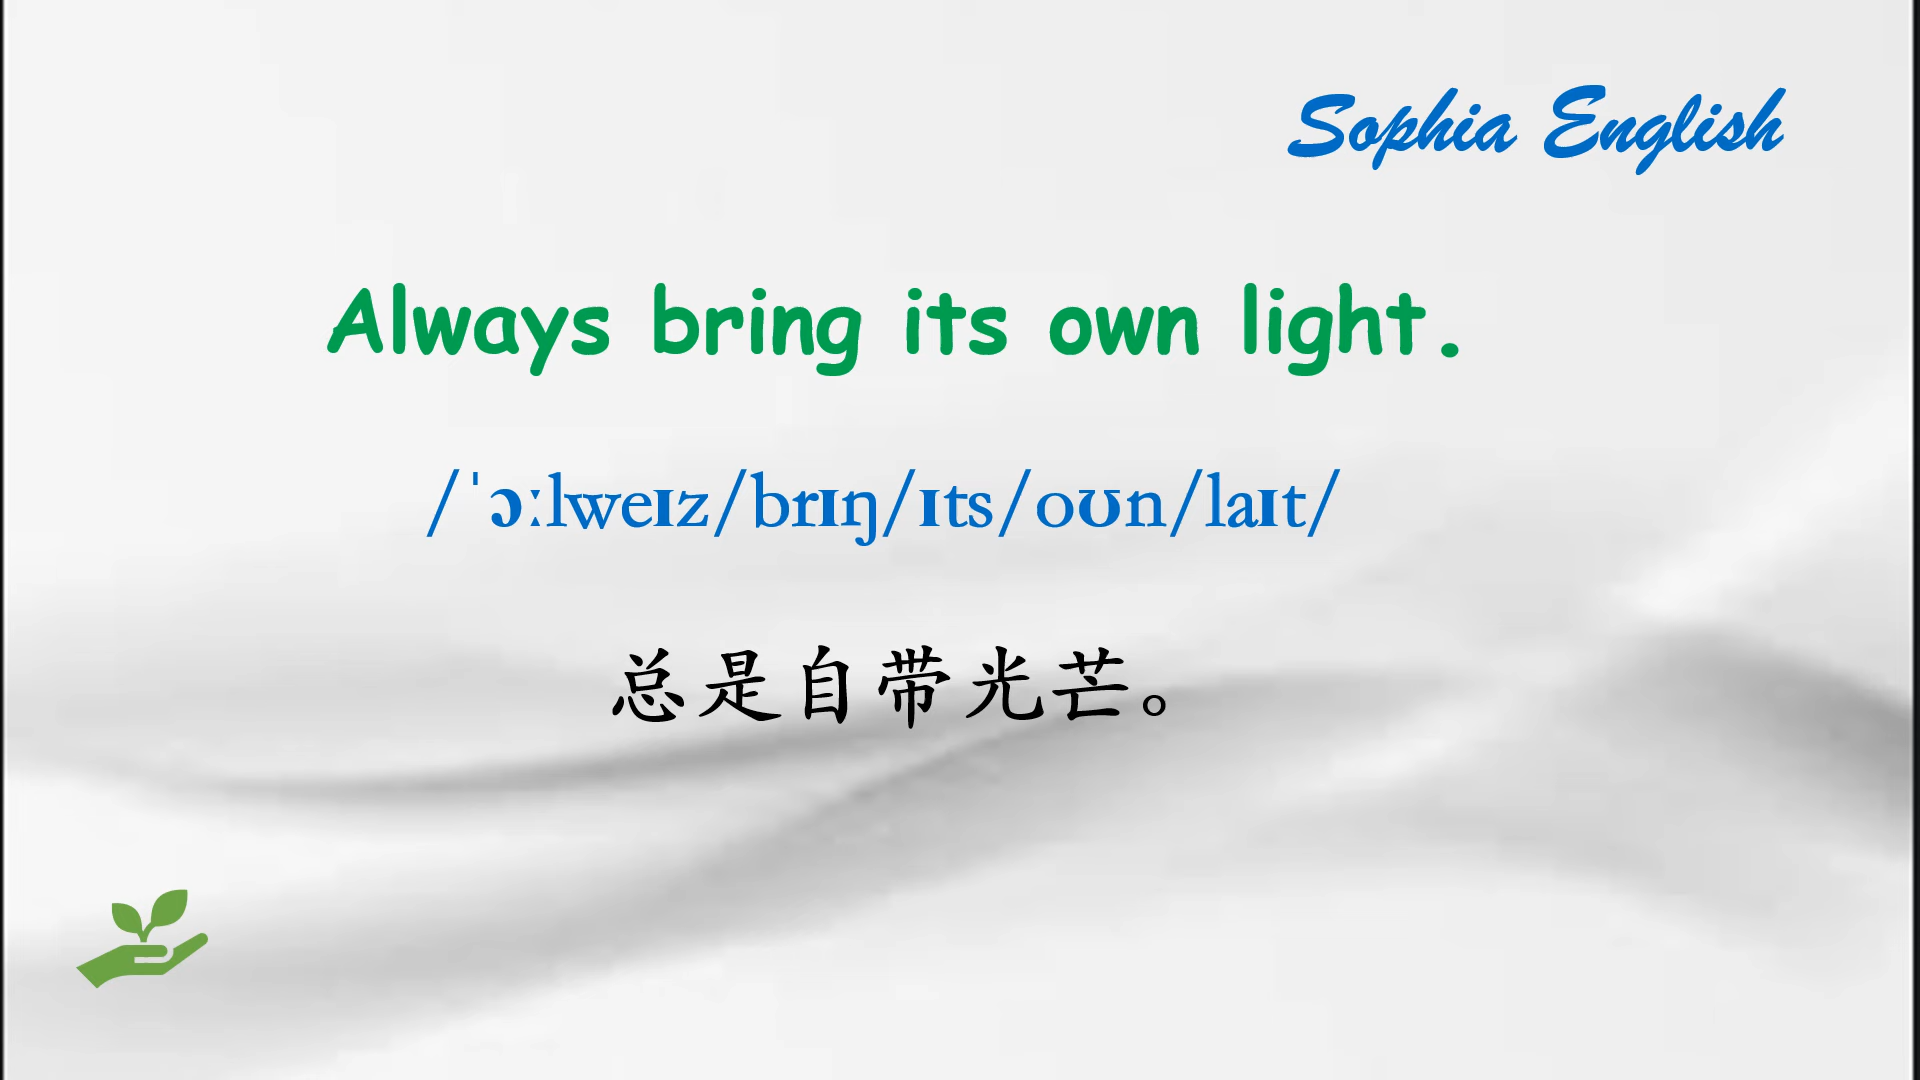 Sophia English
Always bring its own light.
/ˈɔːlweɪz/brɪŋ/ɪts/oʊn/laɪt/
总是自带光芒。